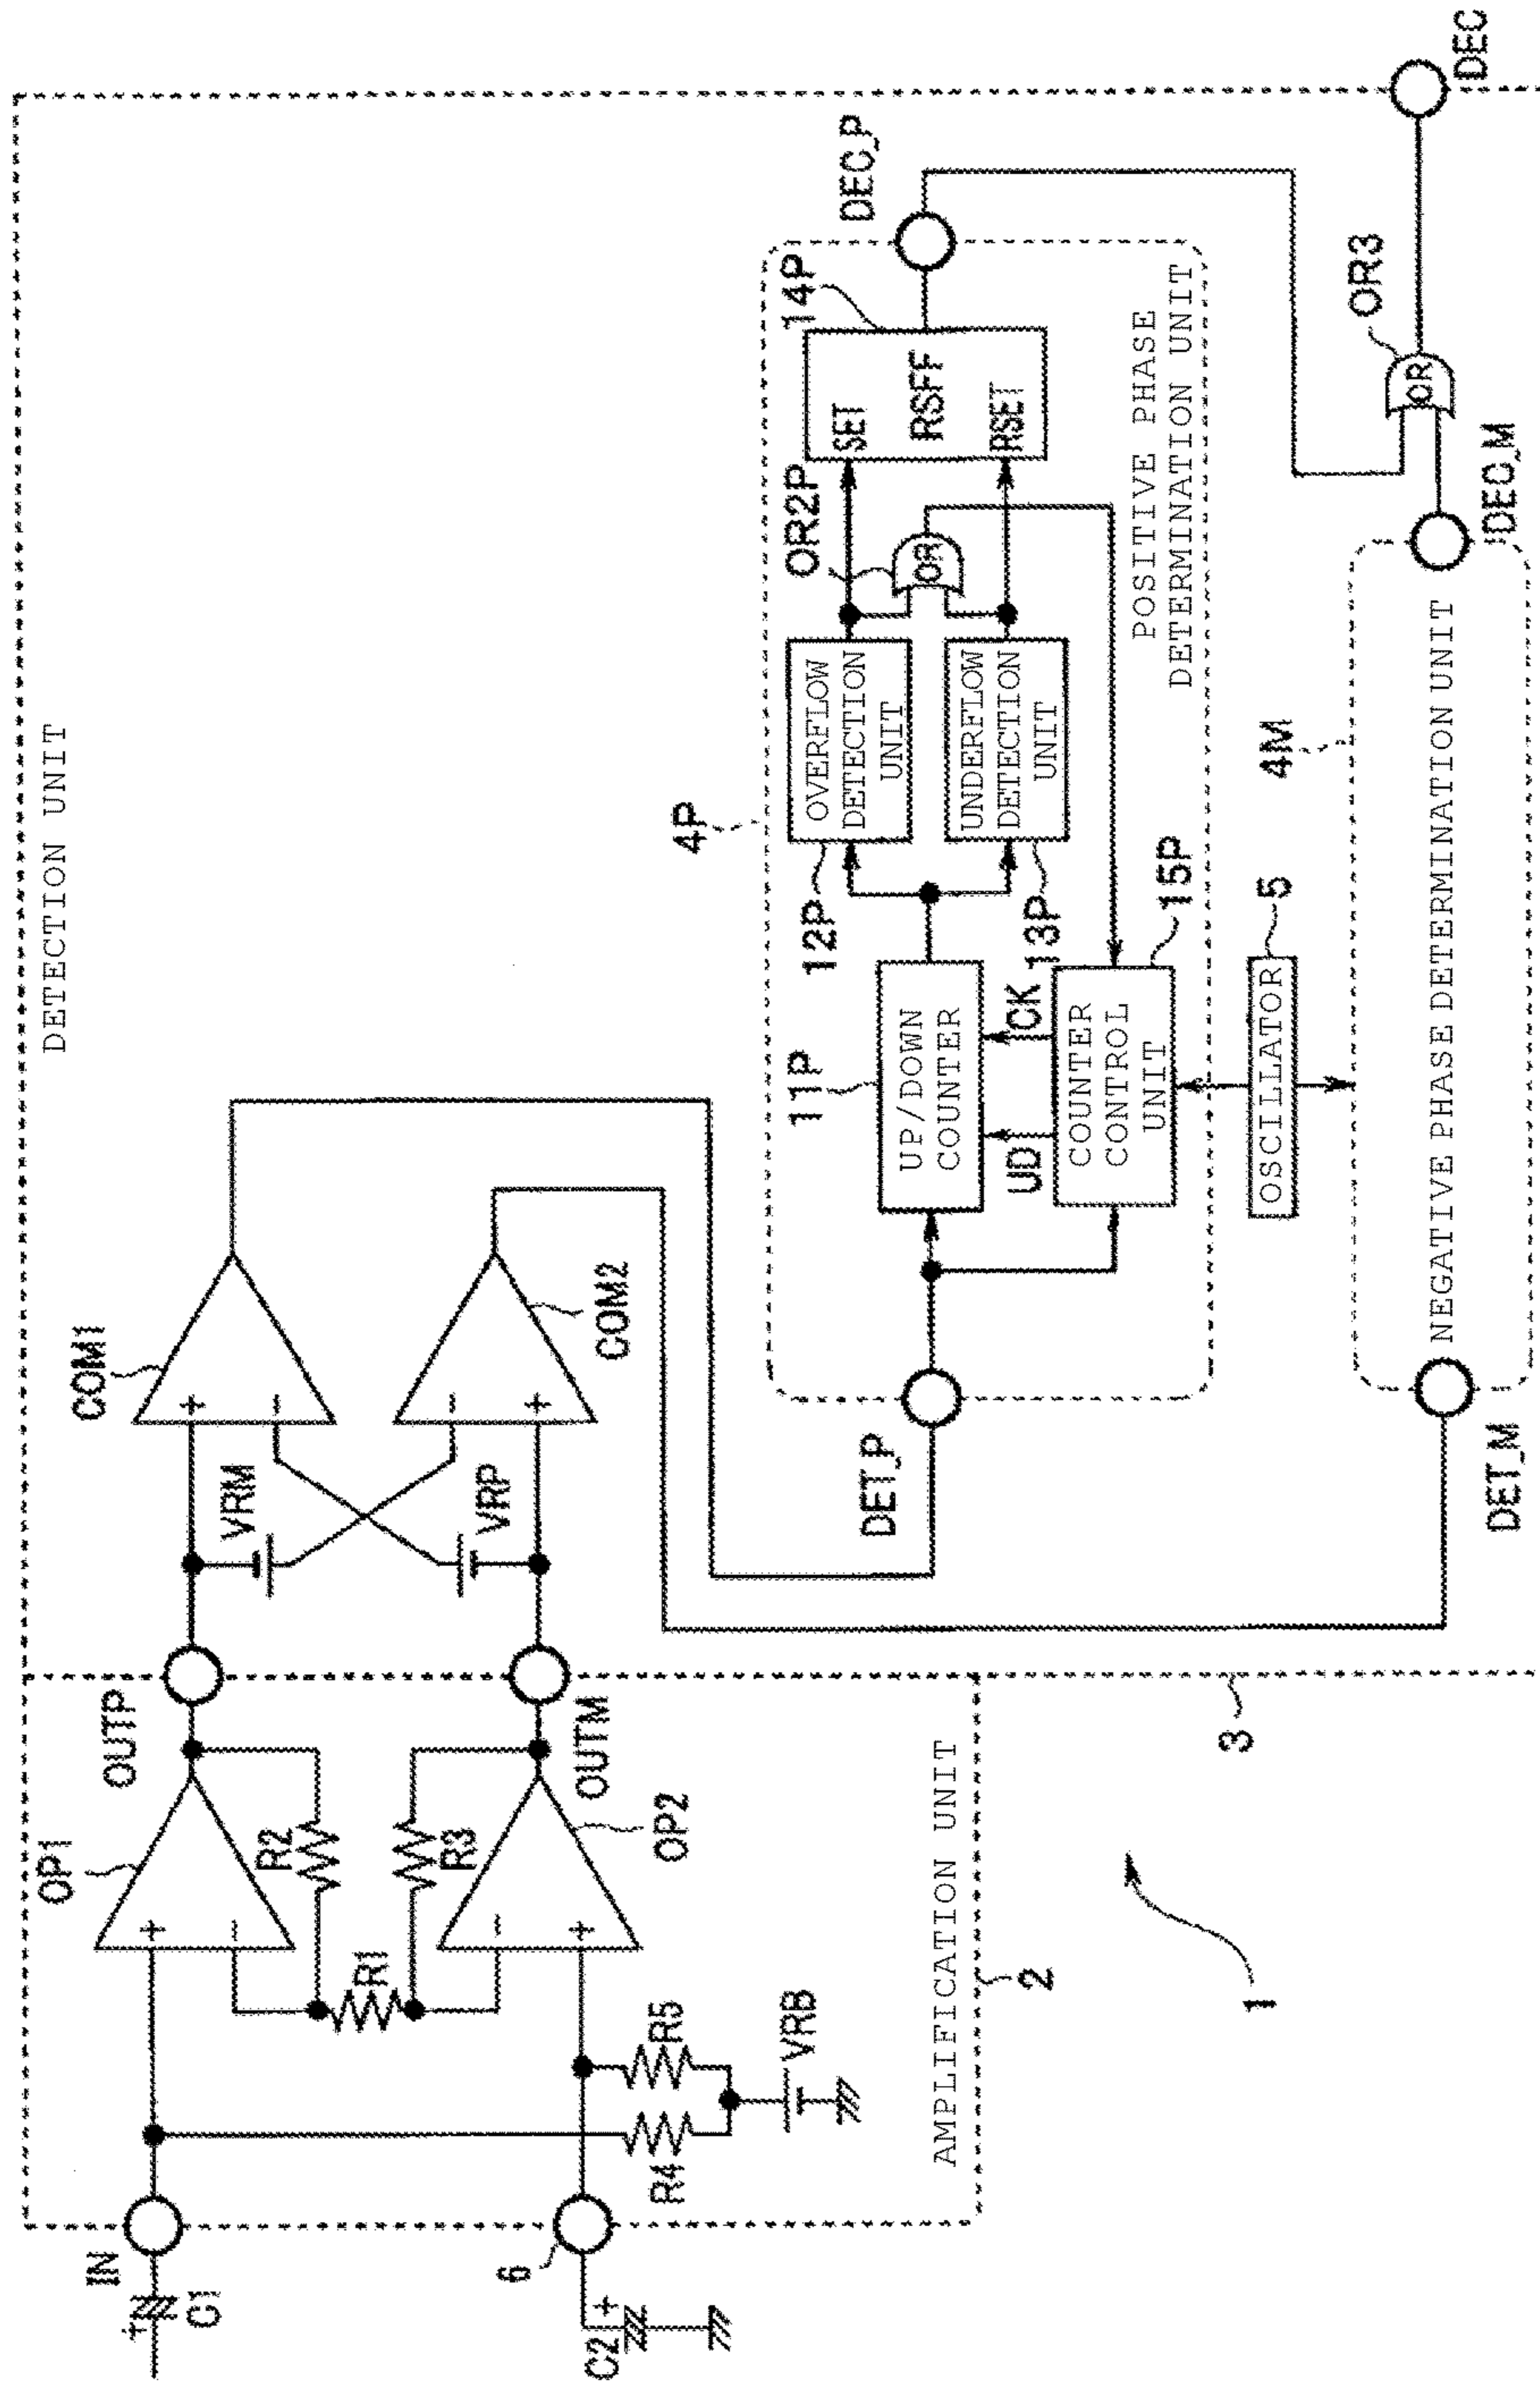 DETECTION UNIT
AMPLIFICATION UNIT
IN
+
C1
6
C2
+
OP1
+
−
R2
R1
R3
−
+
OP2
R4
R5
VRB
OUTP
OUTM
2
1
3
COM1
+
−
VRM
VRP
−
+
COM2
DET_P
DET_M
4P
11P
UP/DOWN
COUNTER
UD
CK
COUNTER
CONTROL
UNIT
15P
12P
OVERFLOW
DETECTION
UNIT
13P
UNDERFLOW
DETECTION
UNIT
OR2P
OR
14P
SET
RSFF
RSET
DEC_P
POSITIVE PHASE
DETERMINATION UNIT
OSCILLATOR
5
4M
NEGATIVE PHASE DETERMINATION UNIT
DEC_M
OR3
OR
DEC